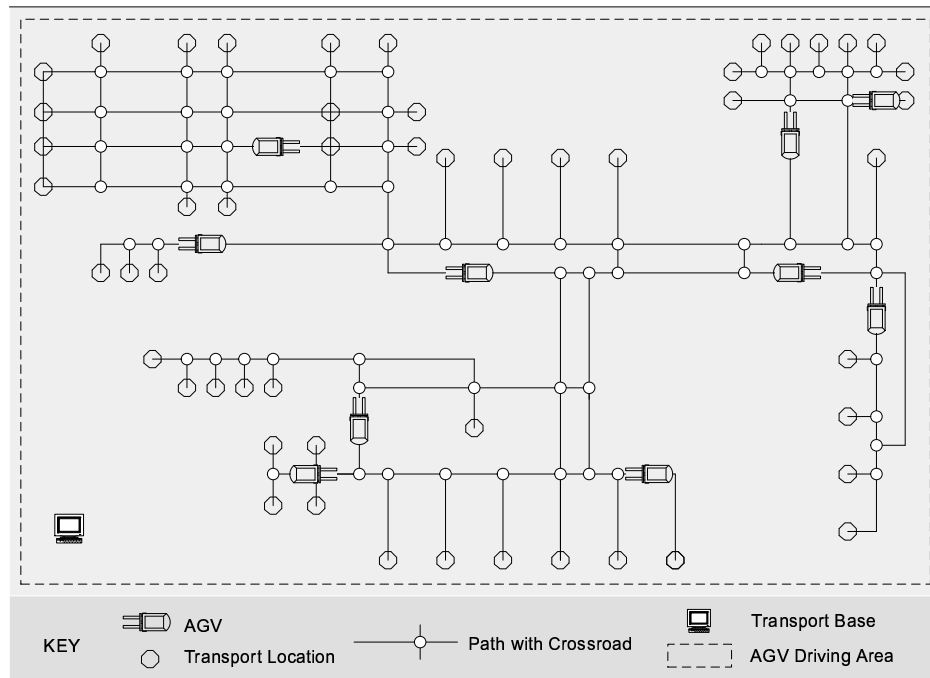 KEY
AGV
Transport Location
Path with Crossroad
Transport Base
AGV Driving Area